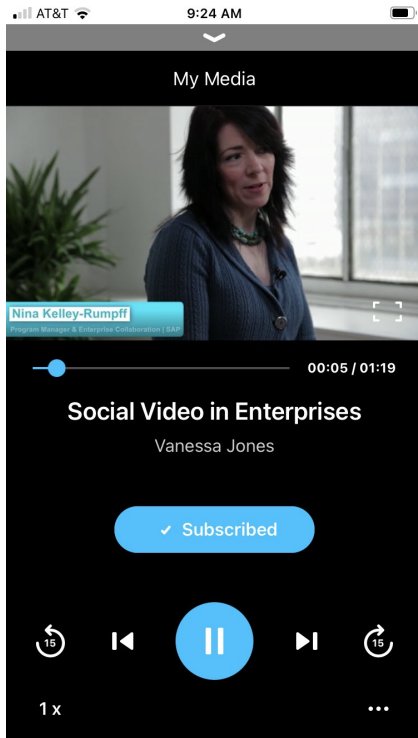 AT&T
9:24 AM
My Media
Nina Kelley-Rumpff
Program Manager & Enterprise Collaboration | SAP
00:05 / 01:19
Social Video in Enterprises
Vanessa Jones
Subscribed
15
15
1 x